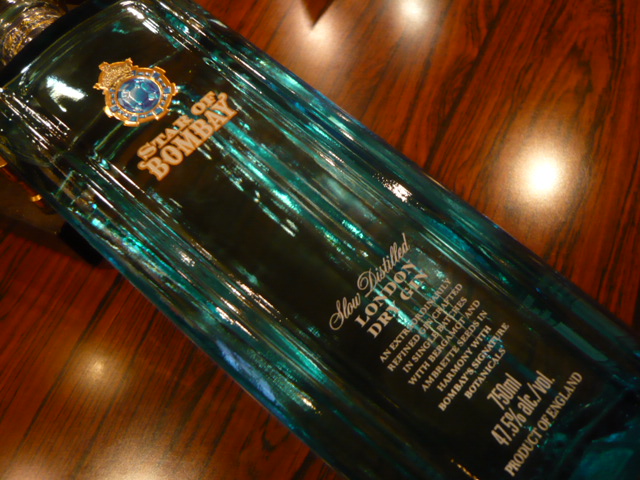 STAR OF
BOMBAY
Slow Distilled
LONDON
DRY GIN
AN EXTRAORDINARILY
REFINED GIN CRAFTED
IN SINGLE BATCHES
WITH BERGAMOT AND
AMBRETTE SEEDS IN
HARMONY WITH
BOMBAY'S SIGNATURE
BOTANICALS
750ml
47.5% alc./vol.
PRODUCT OF ENGLAND